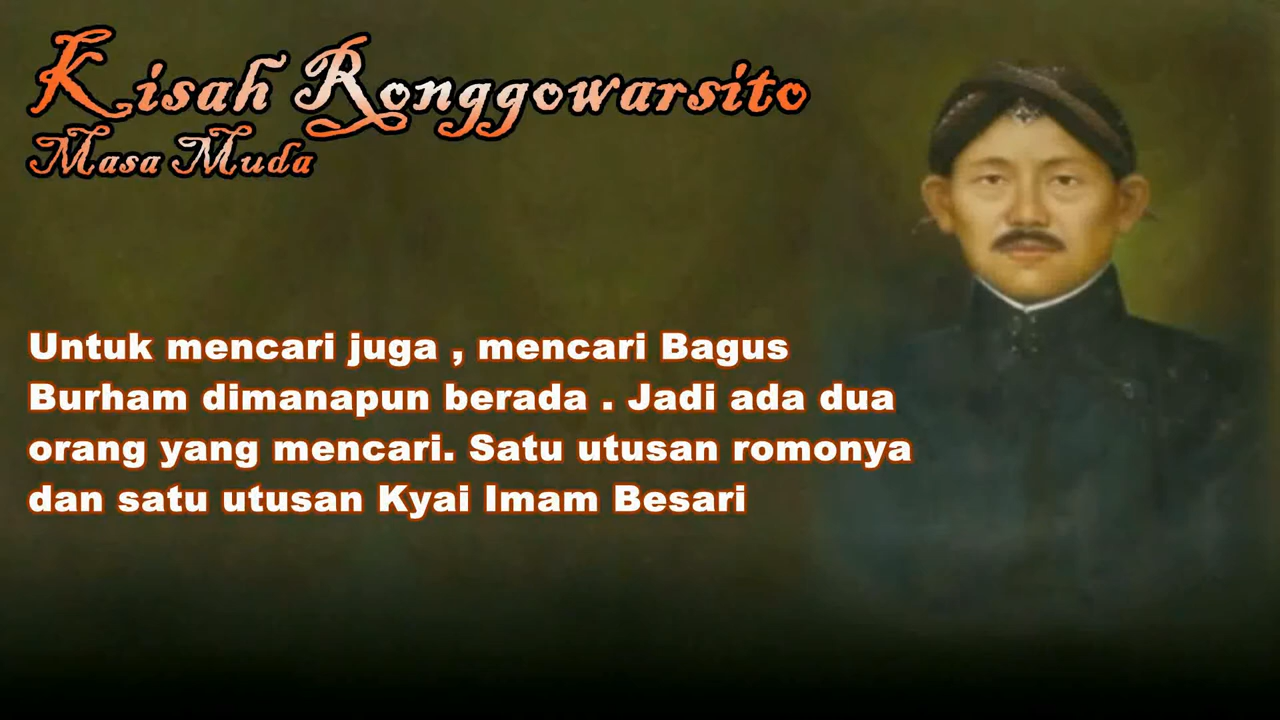 Kisah Ronggowarsito
Masa Muda
Untuk mencari juga , mencari Bagus
Burham dimanapun berada . Jadi ada dua
orang yang mencari. Satu utusan romonya
dan satu utusan Kyai Imam Besari